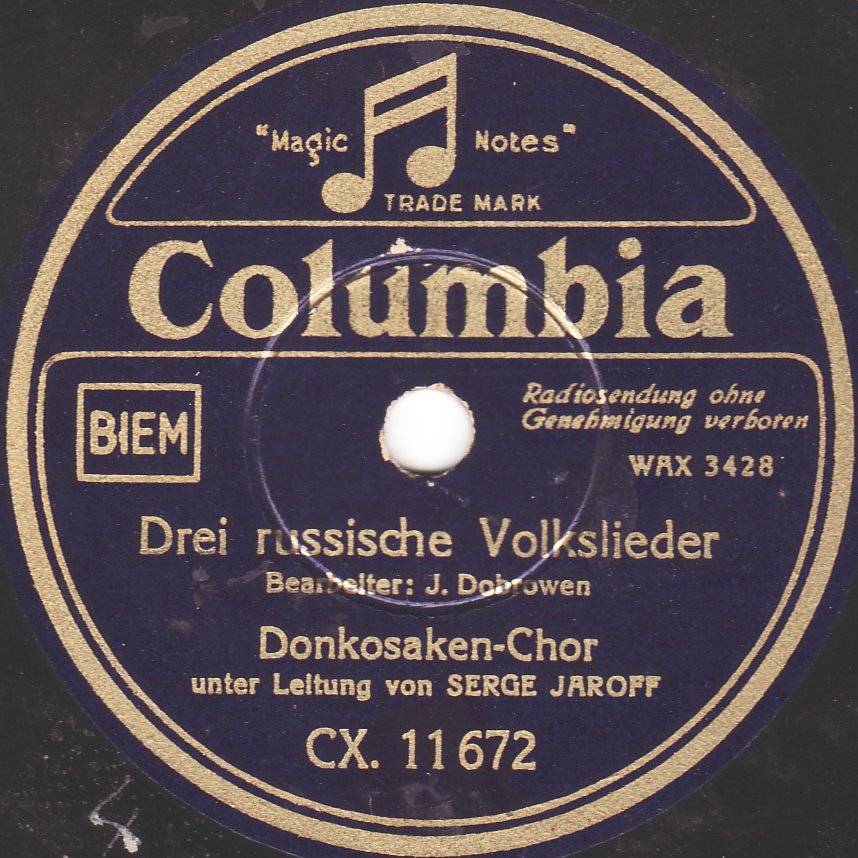 "Magic Notes"
TRADE MARK
Columbia
BIEM
Radiosendung ohne
Genehmigung verboten
WAX 3428
Drei russische Volkslieder
Bearbeiter: J. Dobrowen
Donkosaken-Chor
unter Leitung von SERGE JAROFF
CX. 11672